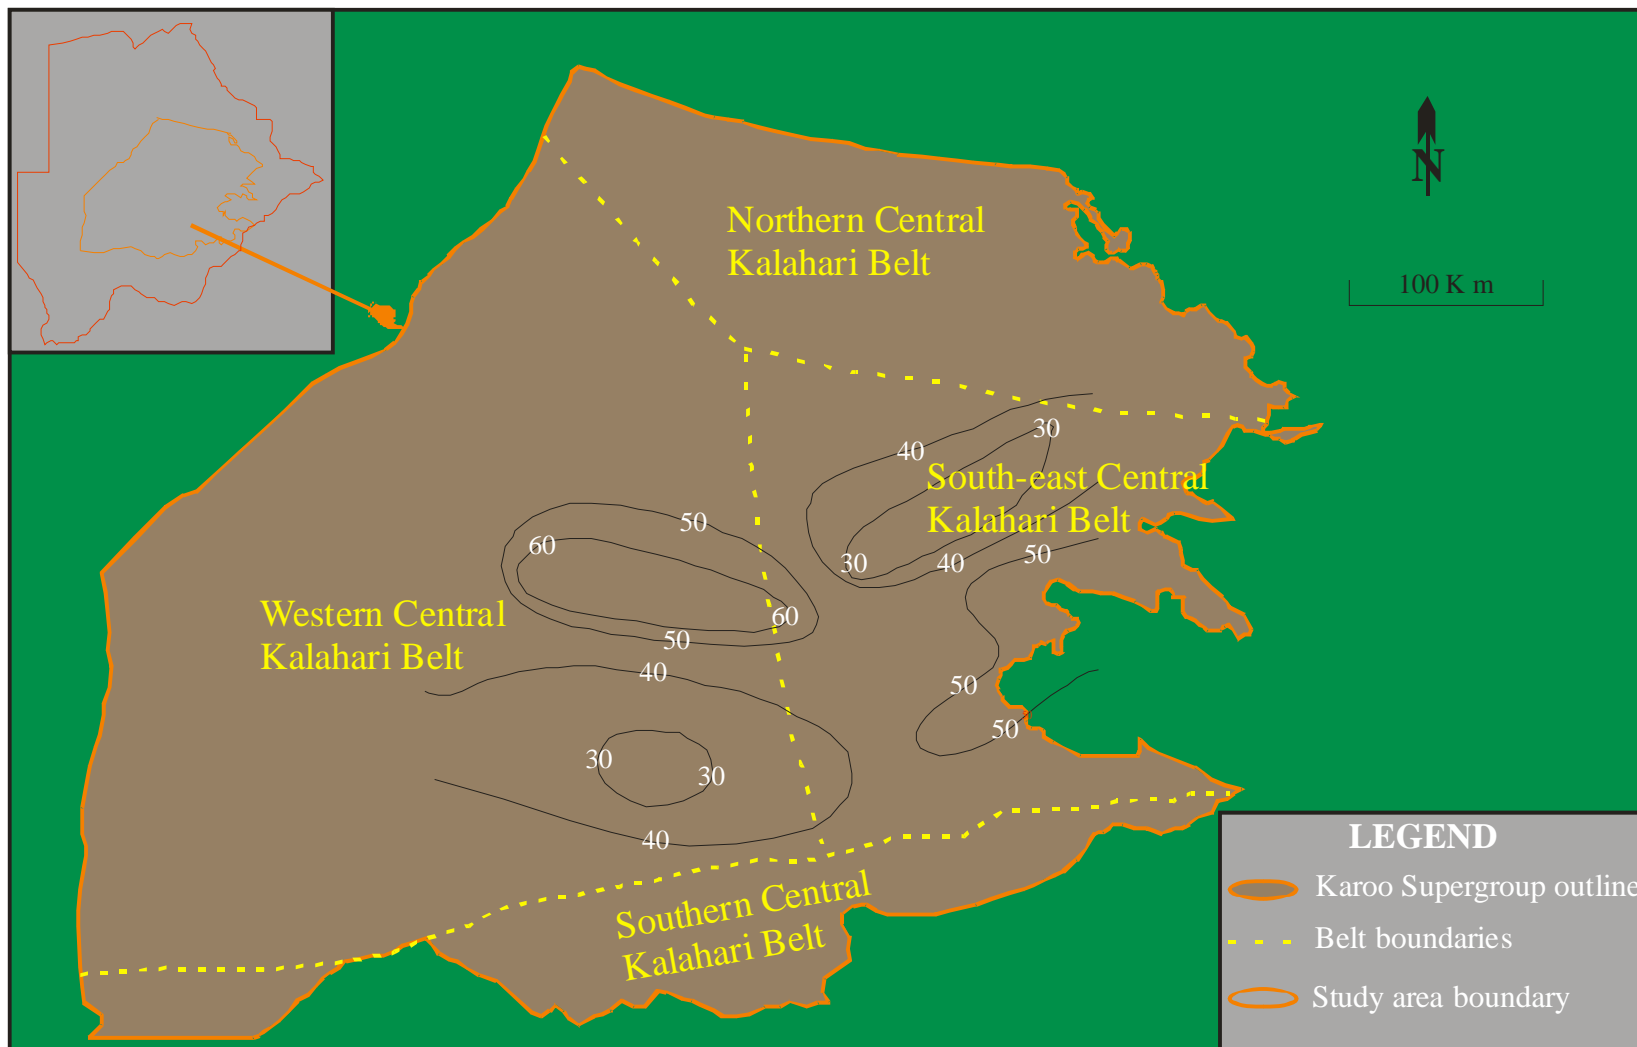 N
100 K m
Northern Central
Kalahari Belt
30
40
South-east Central
Kalahari Belt
50
60
30
40
50
Western Central
Kalahari Belt
60
50
40
50
50
30
30
40
Southern Central
Kalahari Belt
LEGEND
Karoo Supergroup outline
Belt boundaries
Study area boundary